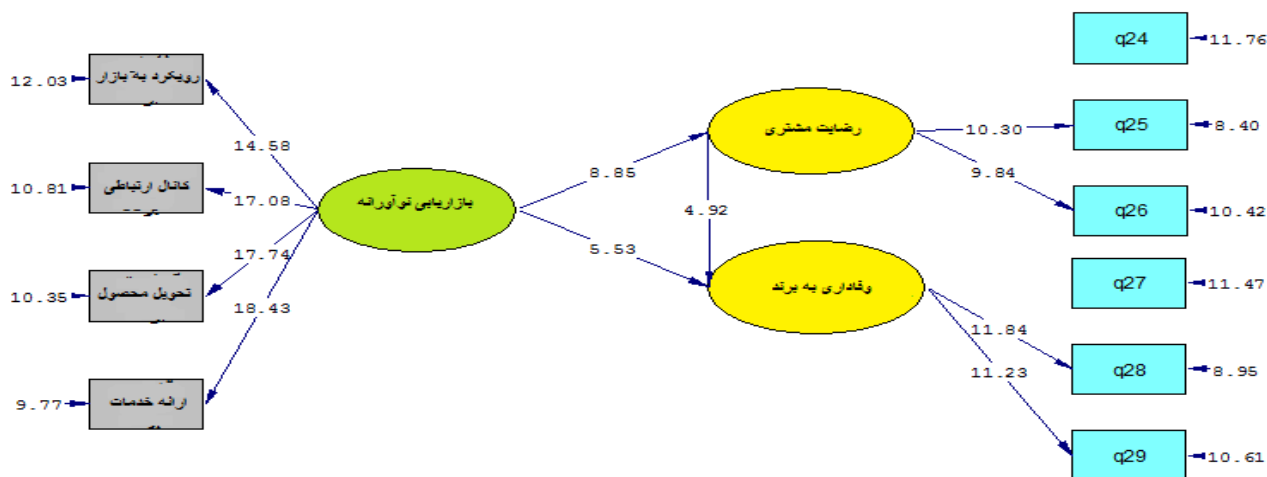 12.03
رویکرد به بازار
14.58
10.81
کانال ارتباطی
17.08
10.35
تحویل محصول
17.74
9.77
ارائه خدمات
18.43
بازاریابی نوآورانه
8.85
5.53
رضایت مشتری
4.92
وفاداری به برند
10.30
9.84
11.84
11.23
q24
11.76
q25
8.40
q26
10.42
q27
11.47
q28
8.95
q29
10.61